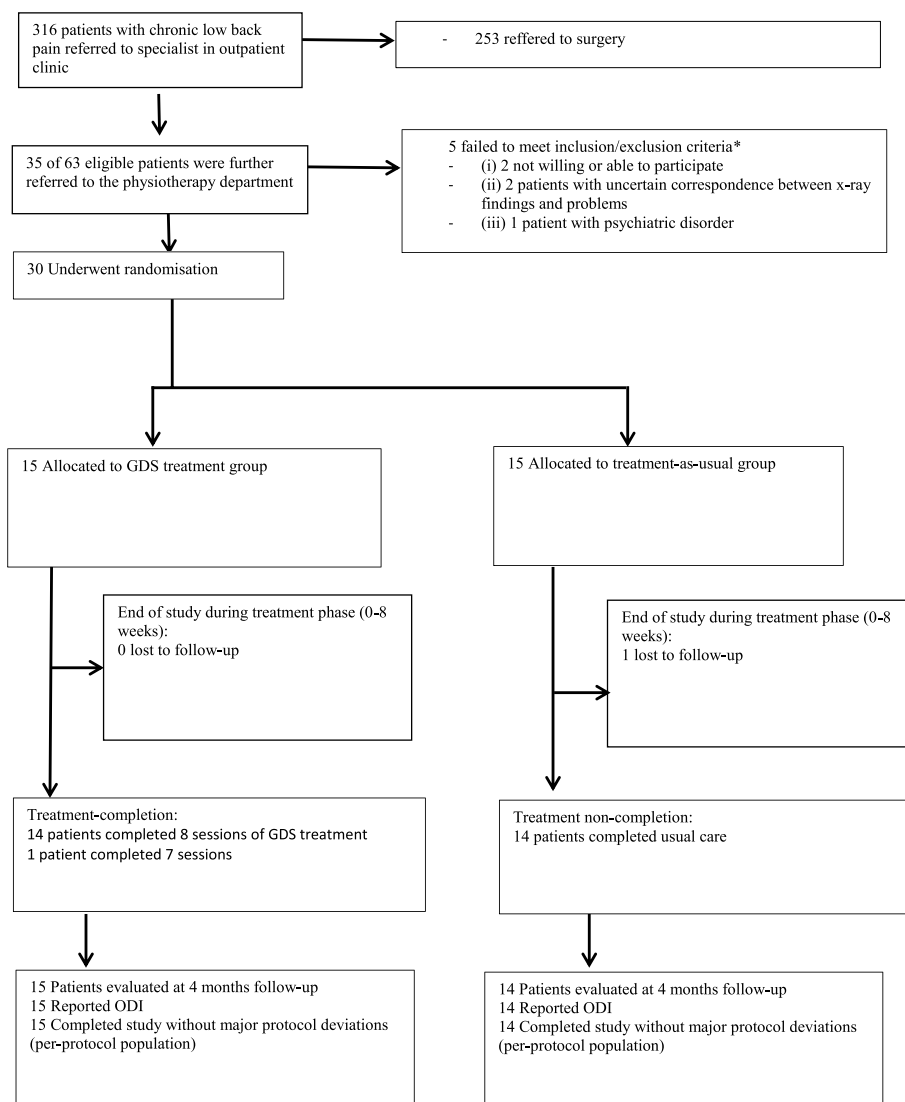 316 patients with chronic low back
pain referred to specialist in outpatient
clinic
- 253 reffered to surgery
35 of 63 eligible patients were further
referred to the physiotherapy department
5 failed to meet inclusion/exclusion criteria*
- (i) 2 not willing or able to participate
- (ii) 2 patients with uncertain correspondence between x-ray
findings and problems
- (iii) 1 patient with psychiatric disorder
30 Underwent randomisation
15 Allocated to GDS treatment group
15 Allocated to treatment-as-usual group
End of study during treatment phase (0-8
weeks):
0 lost to follow-up
End of study during treatment phase (0-8
weeks):
1 lost to follow-up
Treatment-completion:
14 patients completed 8 sessions of GDS treatment
1 patient completed 7 sessions
Treatment non-completion:
14 patients completed usual care
15 Patients evaluated at 4 months follow-up
15 Reported ODI
15 Completed study without major protocol deviations
(per-protocol population)
14 Patients evaluated at 4 months follow-up
14 Reported ODI
14 Completed study without major protocol deviations
(per-protocol population)